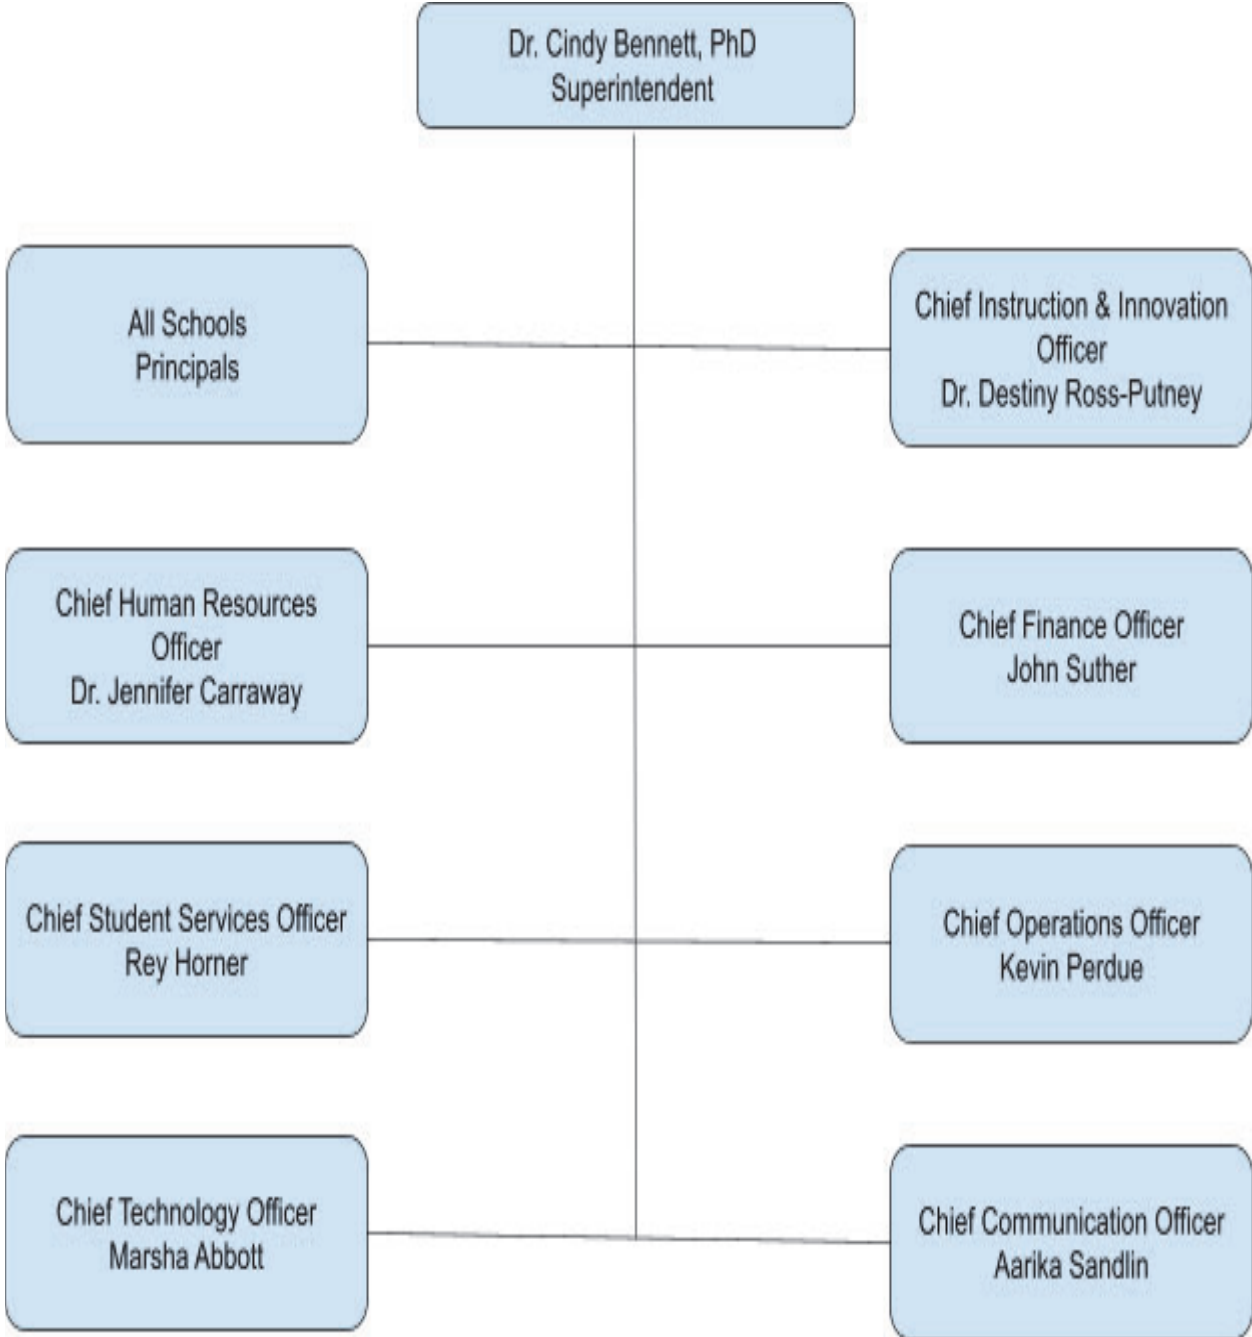 Dr. Cindy Bennett, PhD
Superintendent
All Schools
Principals
Chief Instruction & Innovation
Officer
Dr. Destiny Ross-Putney
Chief Human Resources
Officer
Dr. Jennifer Carraway
Chief Finance Officer
John Suther
Chief Student Services Officer
Rey Horner
Chief Operations Officer
Kevin Perdue
Chief Technology Officer
Marsha Abbott
Chief Communication Officer
Aarika Sandlin